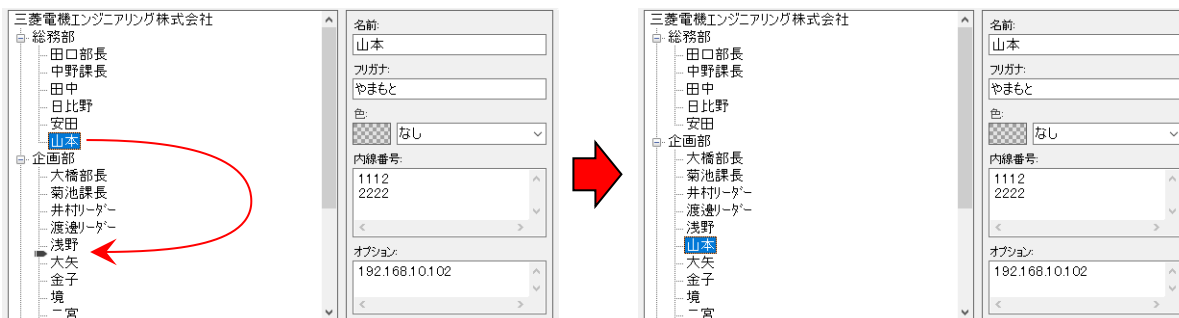 三菱電機エンジニアリング株式会社
総務部
田口部長
中野課長
田中
日比野
安田
山本
企画部
大橋部長
菊池課長
井村ﾘｰﾀﾞｰ
渡邊ﾘｰﾀﾞｰ
浅野
大矢
金子
境
二宮
名前:
山本
フリガナ:
やまもと
色:
なし
内線番号:
1112
2222
オプション:
192.168.10.102
三菱電機エンジニアリング株式会社
総務部
田口部長
中野課長
田中
日比野
安田
企画部
大橋部長
菊池課長
井村ﾘｰﾀﾞｰ
渡邊ﾘｰﾀﾞｰ
浅野
山本
大矢
金子
境
二宮
名前:
山本
フリガナ:
やまもと
色:
なし
内線番号:
1112
2222
オプション:
192.168.10.102